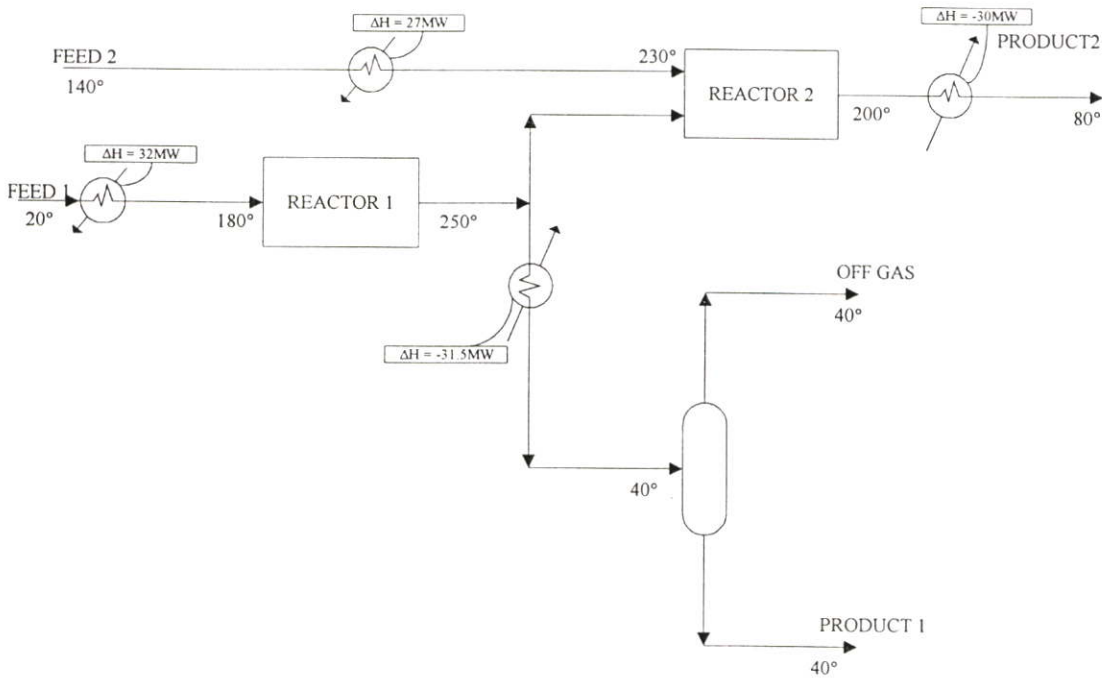 ΔH = 27MW
ΔH = -30MW
FEED 2
140°
230°
REACTOR 2
200°
PRODUCT2
80°
ΔH = 32MW
FEED 1
20°
180°
REACTOR 1
250°
ΔH = -31.5MW
OFF GAS
40°
40°
PRODUCT 1
40°